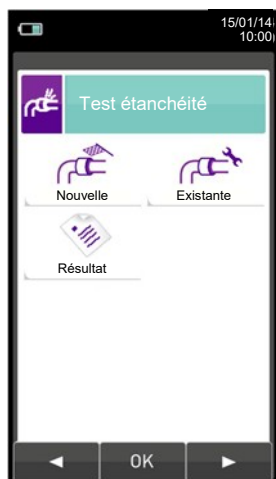 15/01/14
10:00
Test étanchéité
Nouvelle
Existante
Résultat
OK